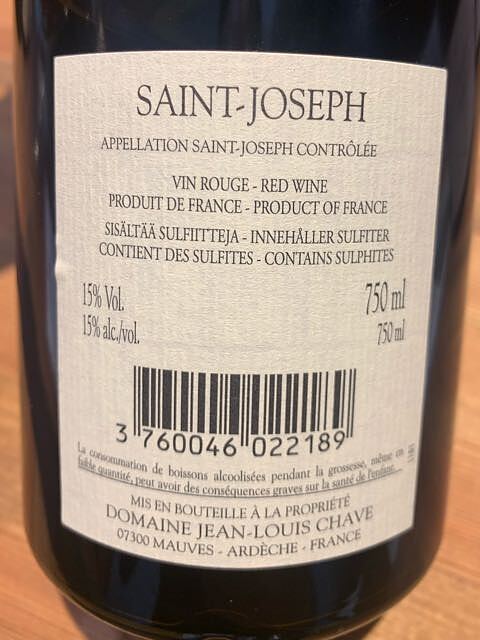 SAINT-JOSEPH
APPELLATION SAINT-JOSEPH CONTRÔLÉE
VIN ROUGE - RED WINE
PRODUIT DE FRANCE - PRODUCT OF FRANCE
SISÄLTÄÄ SULFIITTEJA - INNEHÅLLER SULFITER
CONTIENT DES SULFITES - CONTAINS SULPHITES
15% Vol. 750 ml
15% alc./vol. 750 ml
3 760046 022189
La consommation de boissons alcoolisées pendant la grossesse, même en
faible quantité, peut avoir des conséquences graves sur la santé de l'enfant.
MIS EN BOUTEILLE À LA PROPRIÉTÉ
DOMAINE JEAN-LOUIS CHAVE
07300 MAUVES - ARDÈCHE - FRANCE